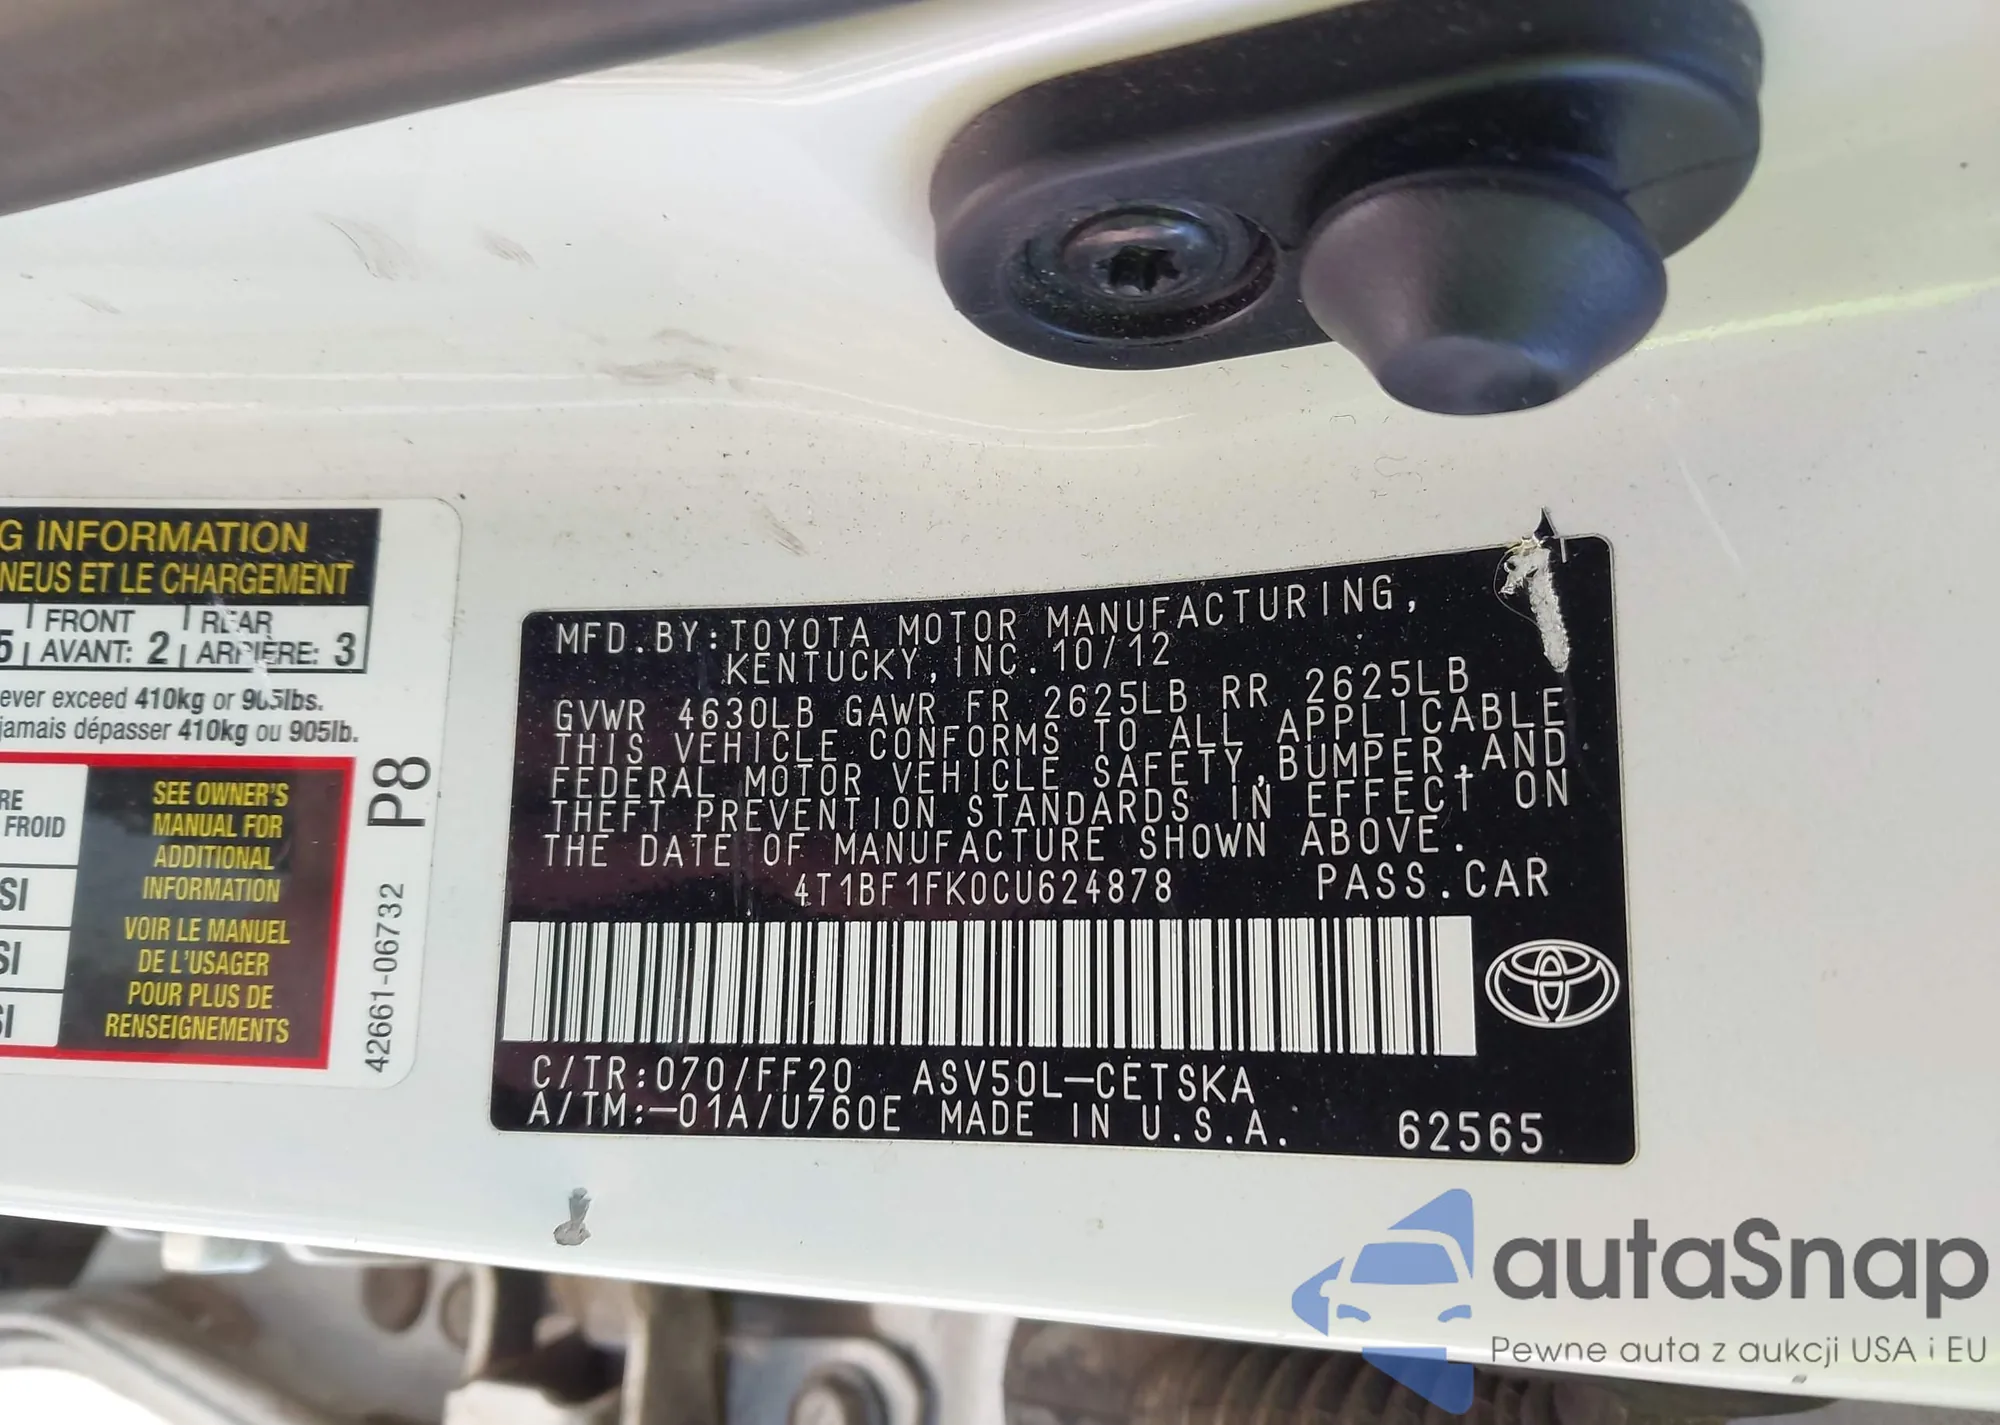 G INFORMATION
NEUS ET LE CHARGEMENT
5 FRONT REAR
AVANT: 2 ARRIÈRE: 3
ever exceed 410kg or 905lbs.
jamais dépasser 410kg ou 905lb.
RE
FROID
SI
SI
SI
SEE OWNER'S
MANUAL FOR
ADDITIONAL
INFORMATION
VOIR LE MANUEL
DE L'USAGER
POUR PLUS DE
RENSEIGNEMENTS
42661-06732 P8
MFD.BY:TOYOTA MOTOR MANUFACTURING,
KENTUCKY,INC.10/12
GVWR 4630LB GAWR FR 2625LB RR 2625LB
THIS VEHICLE CONFORMS TO ALL APPLICABLE
FEDERAL MOTOR VEHICLE SAFETY,BUMPER,AND
THEFT PREVENTION STANDARDS IN EFFECT ON
THE DATE OF MANUFACTURE SHOWN ABOVE.
4T1BF1FK0CU624878 PASS.CAR
C/TR:070/FF20 ASV50L-CETSKA
A/TM:-01A/U760E MADE IN U.S.A. 62565
autaSnap
Pewne auta z aukcji USA i EU